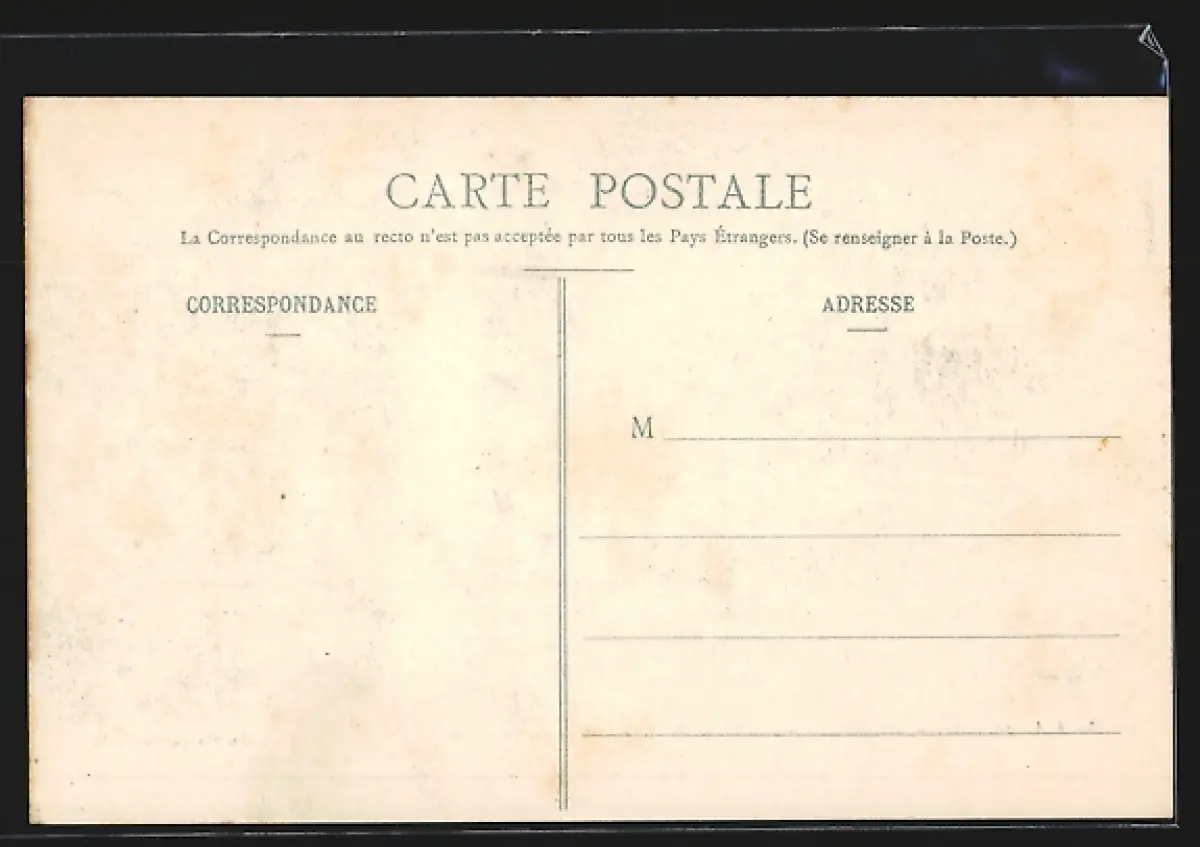 CARTE POSTALE
La Correspondance au recto n'est pas acceptée par tous les Pays Étrangers. (Se renseigner à la Poste.)
CORRESPONDANCE
ADRESSE
M